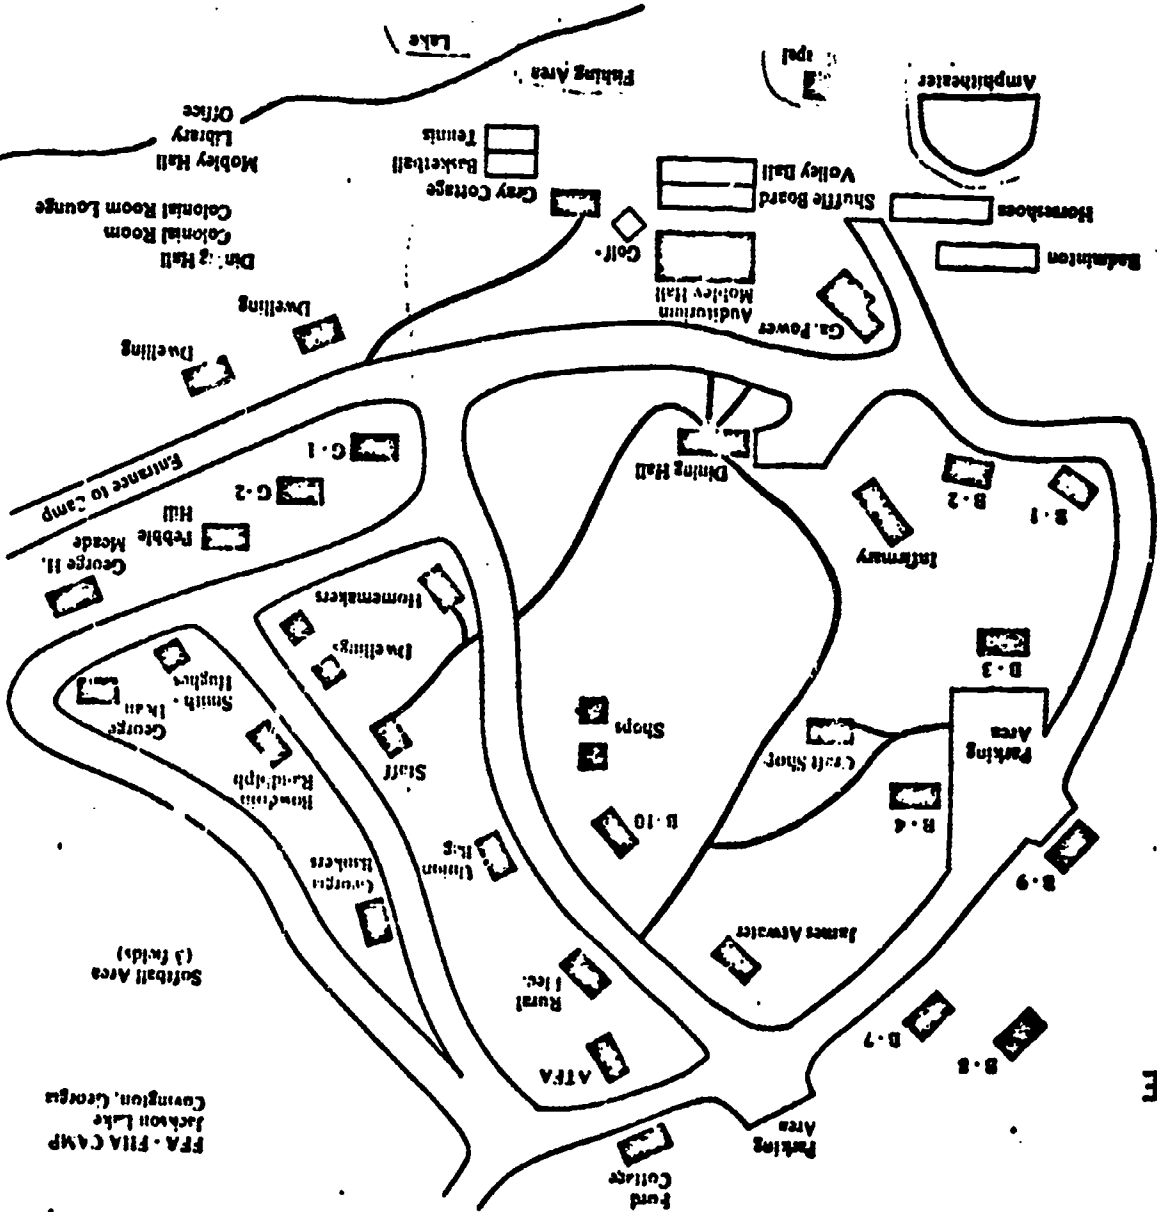 Ford
Cottage
Parking
Area
FFA - FHA CAMP
Jackson Lake
Covington, Georgia
E
ATFA
B - 8
B - 7
Rural
Elec.
Softball Area
(3 fields)
James Atwater
B - 9
Georgia
Bankers
Union
Bag
B - 10
B - 4
Bowdoin
Randolph
Craft Shop
Parking
Area
Staff
Shops
George
Dean
Smith -
Hughes
B - 3
Dwellings
Homemakers
George H.
Meade
Infirmary
Pebble
Hill
B - 1
B - 2
G - 2
Entrance to Camp
Dining Hall
G - 1
Dwelling
Dwelling
Ga. Power
Auditorium
Mobley Hall
Badminton
Golf
Dining Hall
Colonial Room
Colonial Room Lounge
Horseshoes
Shuffle Board
Volley Ball
Gray Cottage
Basketball
Tennis
Mobley Hall
Library
Office
Amphitheater
Fishing Area
Lake